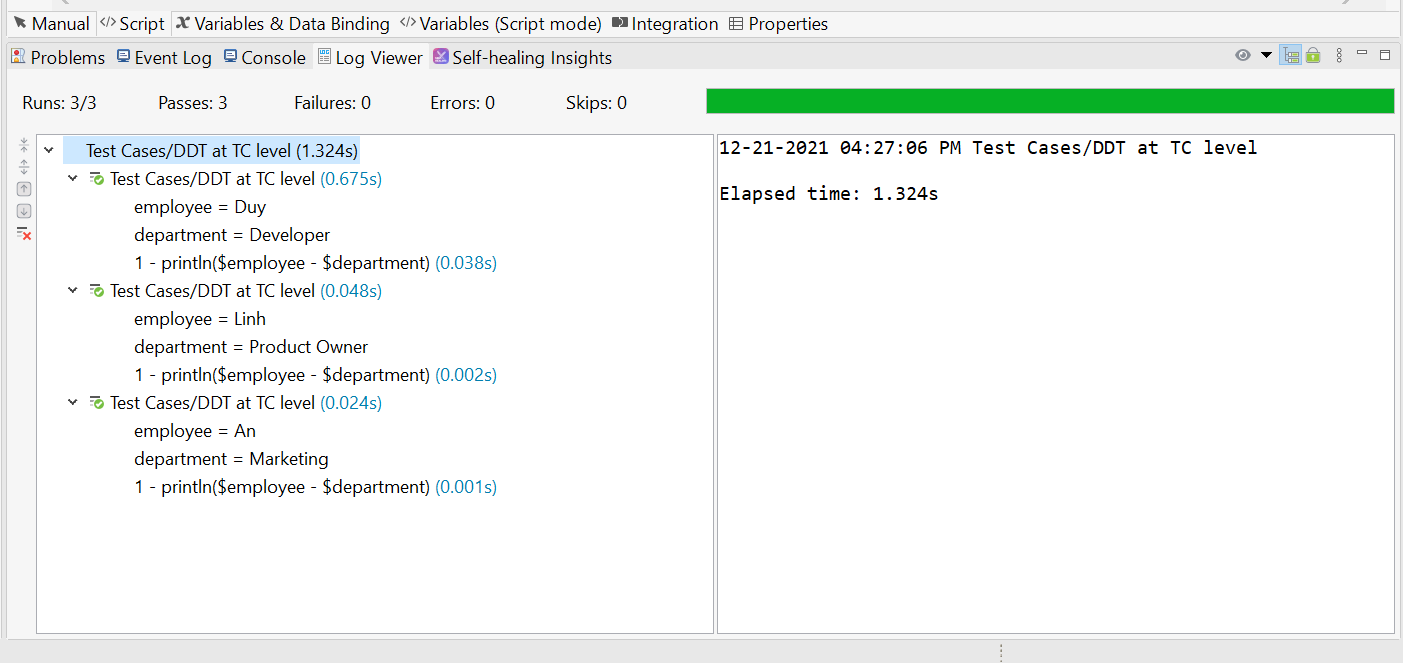 Manual Script Variables & Data Binding Variables (Script mode) Integration Properties
Problems Event Log Console Log Viewer Self-healing Insights
Runs: 3/3 Passes: 3 Failures: 0 Errors: 0 Skips: 0
Test Cases/DDT at TC level (1.324s)
Test Cases/DDT at TC level (0.675s)
employee = Duy
department = Developer
1 - println($employee - $department) (0.038s)
Test Cases/DDT at TC level (0.048s)
employee = Linh
department = Product Owner
1 - println($employee - $department) (0.002s)
Test Cases/DDT at TC level (0.024s)
employee = An
department = Marketing
1 - println($employee - $department) (0.001s)
12-21-2021 04:27:06 PM Test Cases/DDT at TC level
Elapsed time: 1.324s